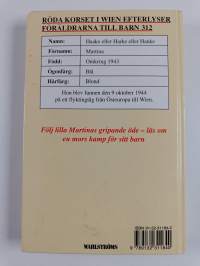 RÖDA KORSET I WIEN EFTERLYSER
FÖRÄLDRARNA TILL BARN 312
Namn: Haake eller Harke eller Hanke
Förnamn: Martina
Född: Omkring 1943
Ögonfärg: Blå
Hårfärg: Blond
Hon blev funnen den 9 oktober 1944
på ett flyktingtåg från Östeuropa till Wien.
Följ lilla Martinas gripande öde – läs om
en mors kamp för sitt barn
WAHLSTRÖMS